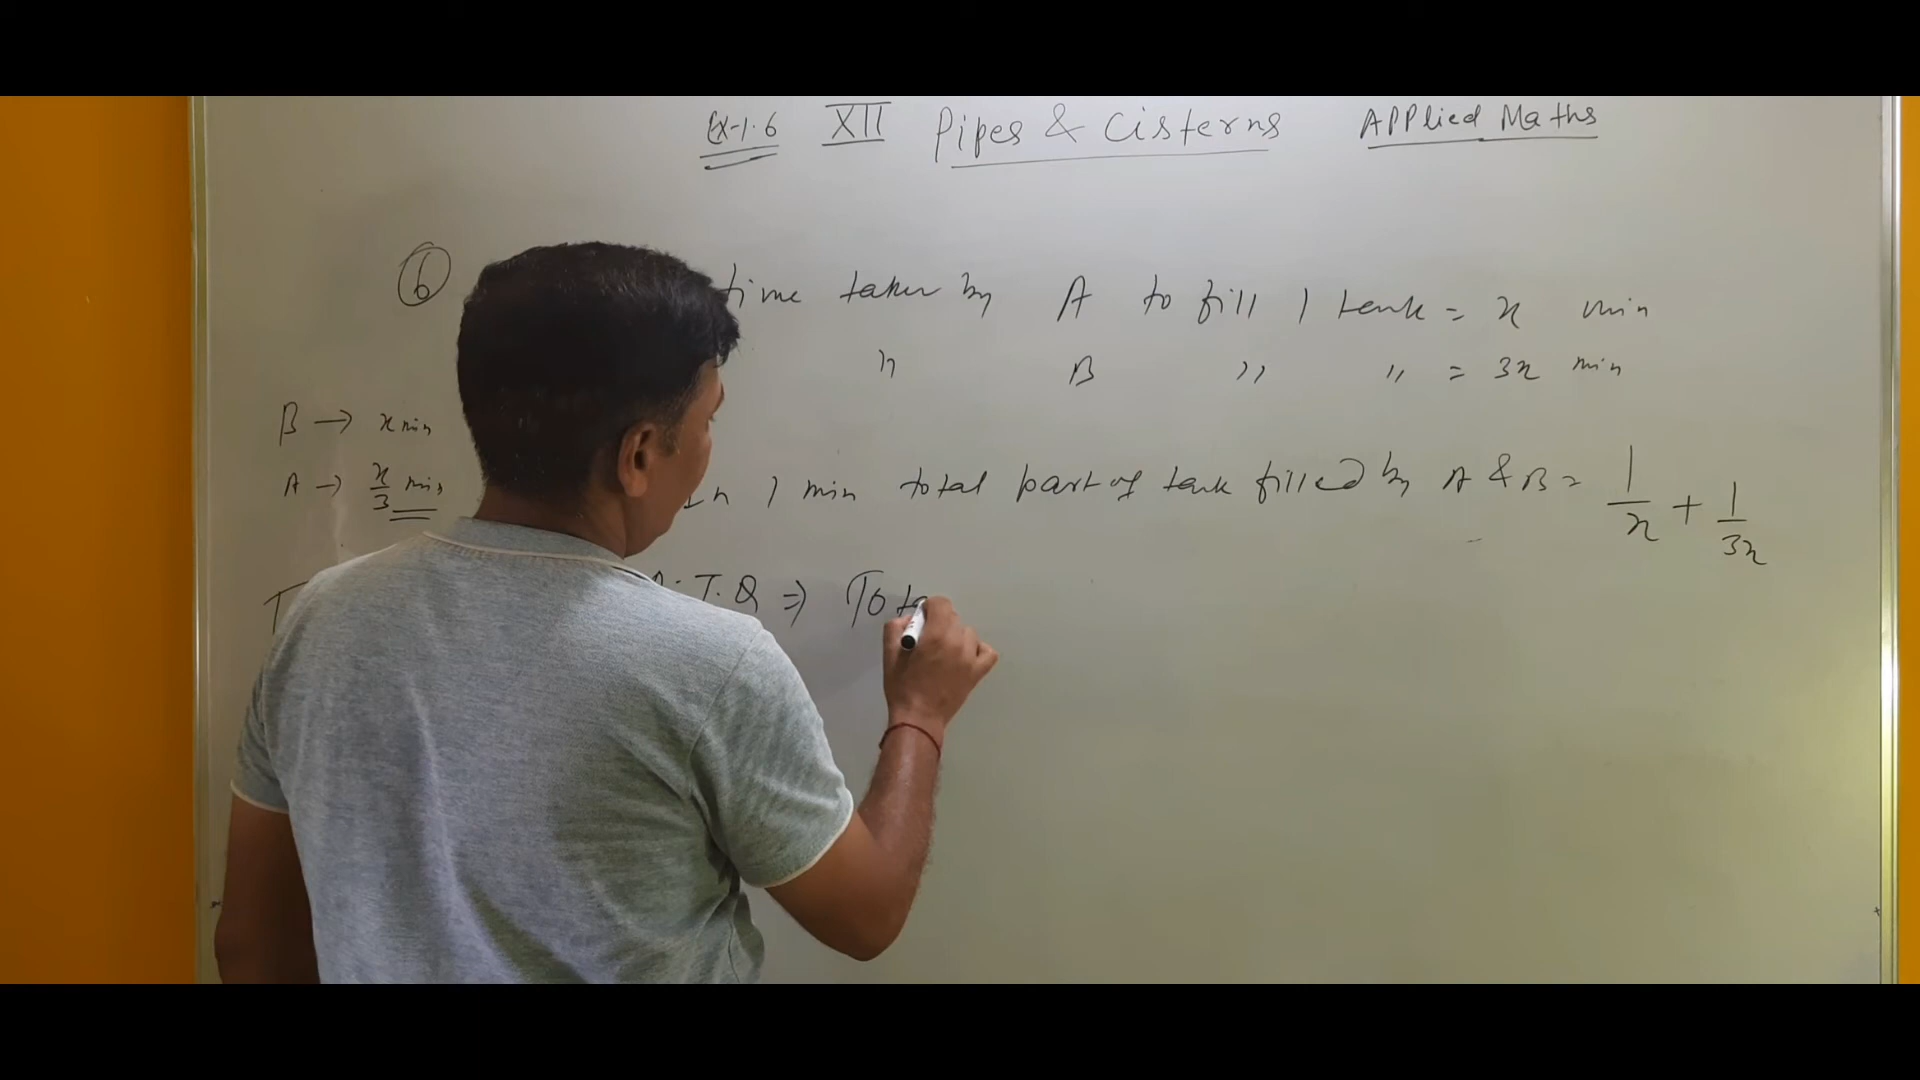 Ex-1.6 XII Pipes & Cisterns Applied Maths
6 time taken by A to fill 1 tank = x min
" B " " = 3x min
B → x min
A → x/3 min
In 1 min total part of tank filled by A & B = 1/x + 1/3x
T.Q ⇒ Tota